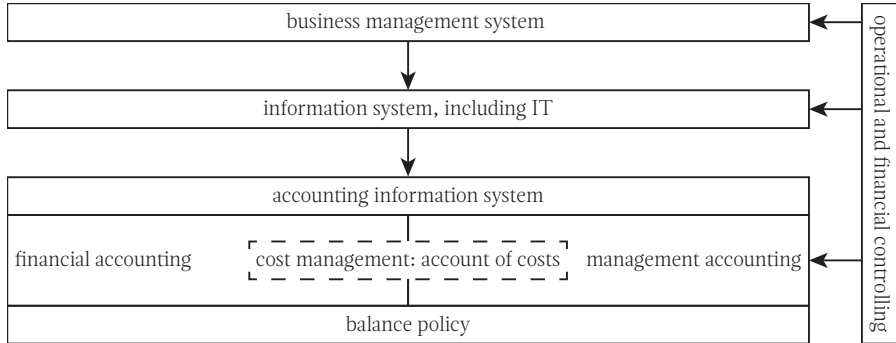 business management system
information system, including IT
accounting information system
financial accounting
cost management: account of costs
management accounting
balance policy
operational and financial controlling